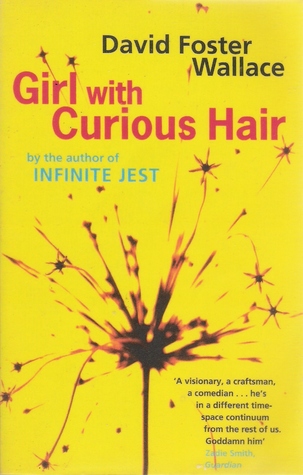 David Foster
Wallace
Girl with
Curious Hair
by the author of
INFINITE JEST
'A visionary, a craftsman,
a comedian . . . he's
in a different time-
space continuum
from the rest of us.
Goddamn him'
Zadie Smith,
Guardian